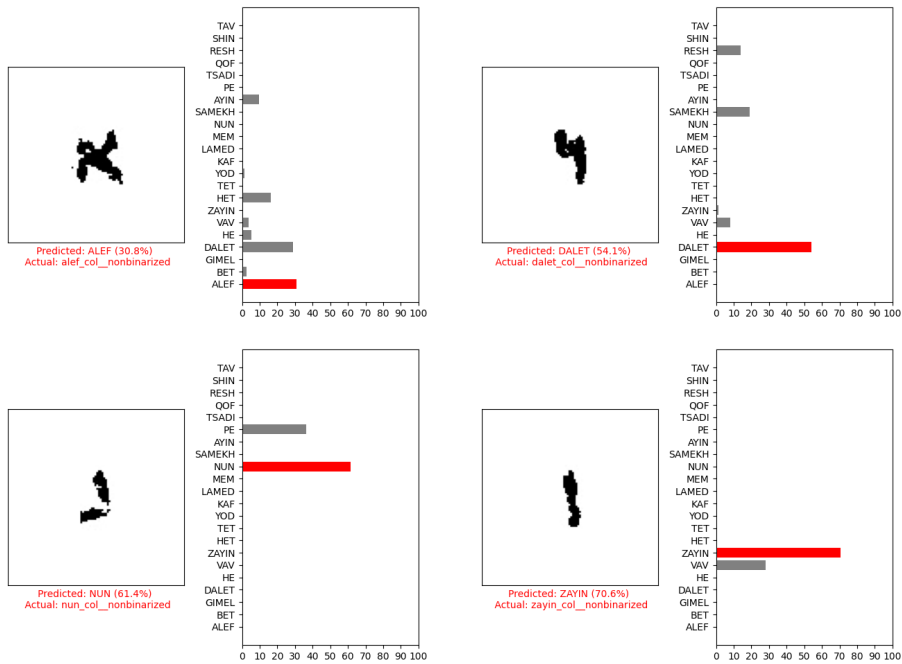 TAV
SHIN
RESH
QOF
TSADI
PE
AYIN
SAMEKH
NUN
MEM
LAMED
KAF
YOD
TET
HET
ZAYIN
VAV
HE
DALET
GIMEL
BET
ALEF
0 10 20 30 40 50 60 70 80 90 100
Predicted: ALEF (30.8%)
Actual: alef_col__nonbinarized
TAV
SHIN
RESH
QOF
TSADI
PE
AYIN
SAMEKH
NUN
MEM
LAMED
KAF
YOD
TET
HET
ZAYIN
VAV
HE
DALET
GIMEL
BET
ALEF
0 10 20 30 40 50 60 70 80 90 100
Predicted: DALET (54.1%)
Actual: dalet_col__nonbinarized
TAV
SHIN
RESH
QOF
TSADI
PE
AYIN
SAMEKH
NUN
MEM
LAMED
KAF
YOD
TET
HET
ZAYIN
VAV
HE
DALET
GIMEL
BET
ALEF
0 10 20 30 40 50 60 70 80 90 100
Predicted: NUN (61.4%)
Actual: nun_col__nonbinarized
TAV
SHIN
RESH
QOF
TSADI
PE
AYIN
SAMEKH
NUN
MEM
LAMED
KAF
YOD
TET
HET
ZAYIN
VAV
HE
DALET
GIMEL
BET
ALEF
0 10 20 30 40 50 60 70 80 90 100
Predicted: ZAYIN (70.6%)
Actual: zayin_col__nonbinarized